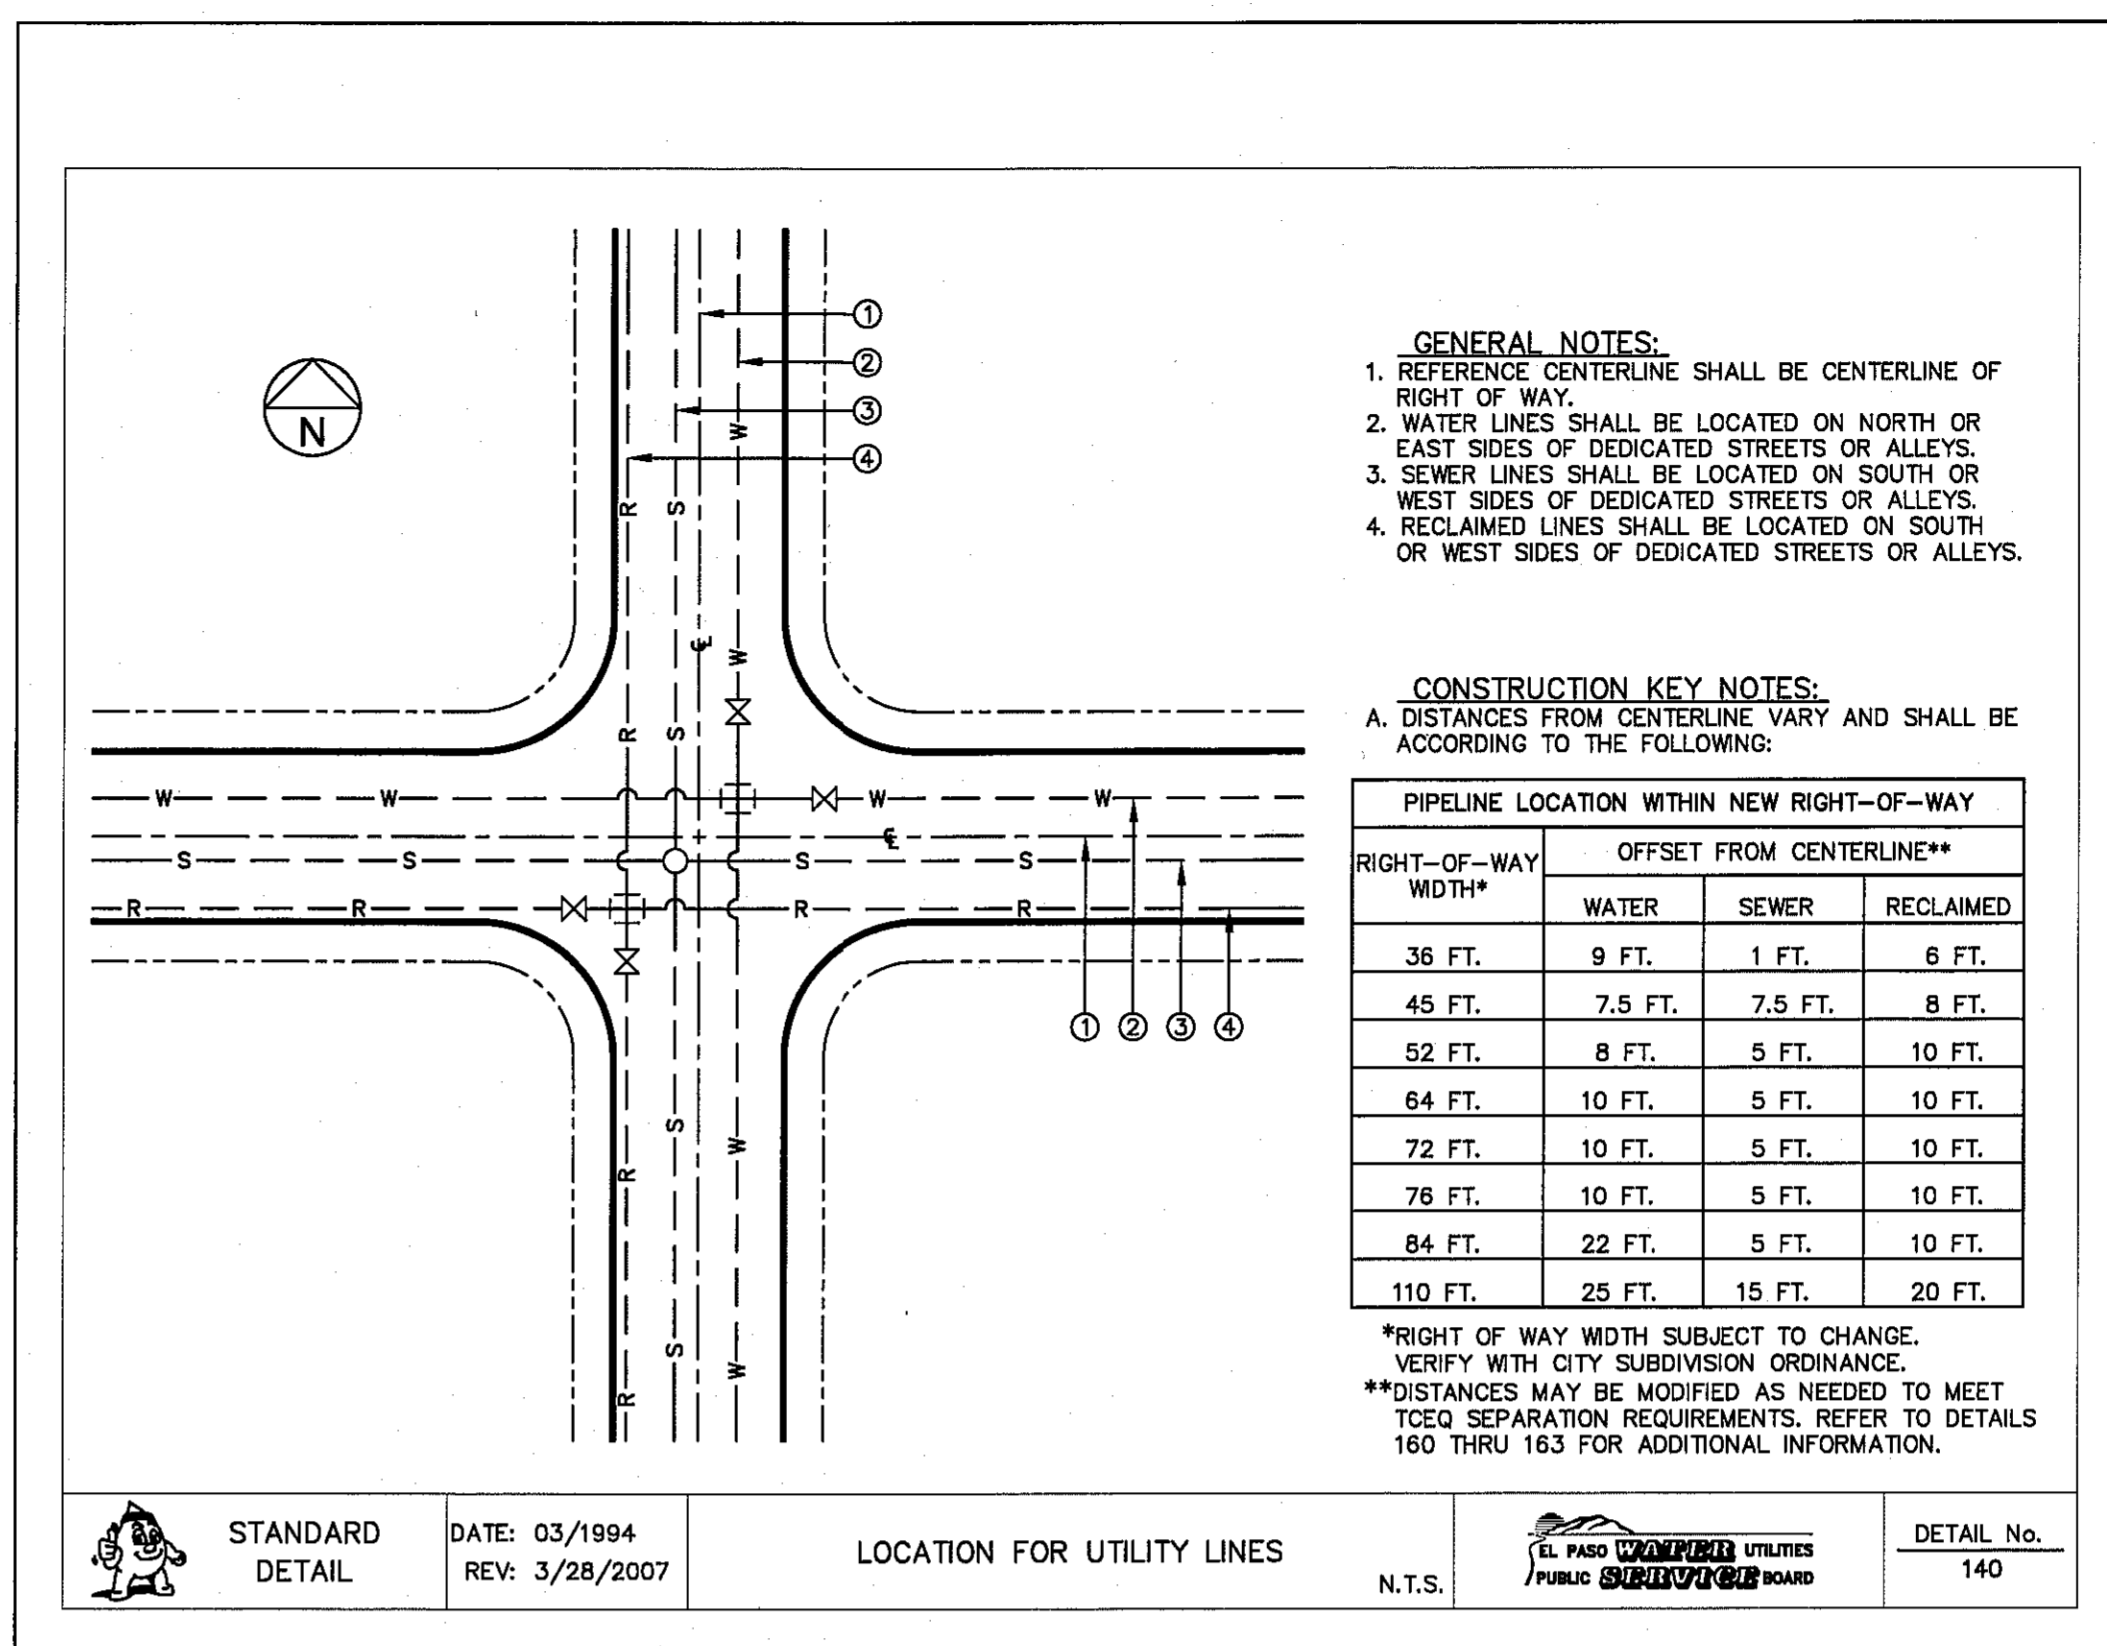 GENERAL NOTES:
1. REFERENCE CENTERLINE SHALL BE CENTERLINE OF
RIGHT OF WAY.
2. WATER LINES SHALL BE LOCATED ON NORTH OR
EAST SIDES OF DEDICATED STREETS OR ALLEYS.
3. SEWER LINES SHALL BE LOCATED ON SOUTH OR
WEST SIDES OF DEDICATED STREETS OR ALLEYS.
4. RECLAIMED LINES SHALL BE LOCATED ON SOUTH
OR WEST SIDES OF DEDICATED STREETS OR ALLEYS.
CONSTRUCTION KEY NOTES:
A. DISTANCES FROM CENTERLINE VARY AND SHALL BE
ACCORDING TO THE FOLLOWING:
PIPELINE LOCATION WITHIN NEW RIGHT-OF-WAY
RIGHT-OF-WAY
WIDTH*
OFFSET FROM CENTERLINE**
WATER SEWER RECLAIMED
36 FT. 9 FT. 1 FT. 6 FT.
45 FT. 7.5 FT. 7.5 FT. 8 FT.
52 FT. 8 FT. 5 FT. 10 FT.
64 FT. 10 FT. 5 FT. 10 FT.
72 FT. 10 FT. 5 FT. 10 FT.
76 FT. 10 FT. 5 FT. 10 FT.
84 FT. 22 FT. 5 FT. 10 FT.
110 FT. 25 FT. 15 FT. 20 FT.
*RIGHT OF WAY WIDTH SUBJECT TO CHANGE.
VERIFY WITH CITY SUBDIVISION ORDINANCE.
**DISTANCES MAY BE MODIFIED AS NEEDED TO MEET
TCEQ SEPARATION REQUIREMENTS. REFER TO DETAILS
160 THRU 163 FOR ADDITIONAL INFORMATION.
N
1
2
3
4
W
R S
℄
W
R S
W W W W
℄
S S S S
R R R R
1 2 3 4
S
W
R
S
W
R
STANDARD
DETAIL
DATE: 03/1994
REV: 3/28/2007
LOCATION FOR UTILITY LINES
N.T.S.
EL PASO WATER UTILITIES
PUBLIC SERVICE BOARD
DETAIL No.
140